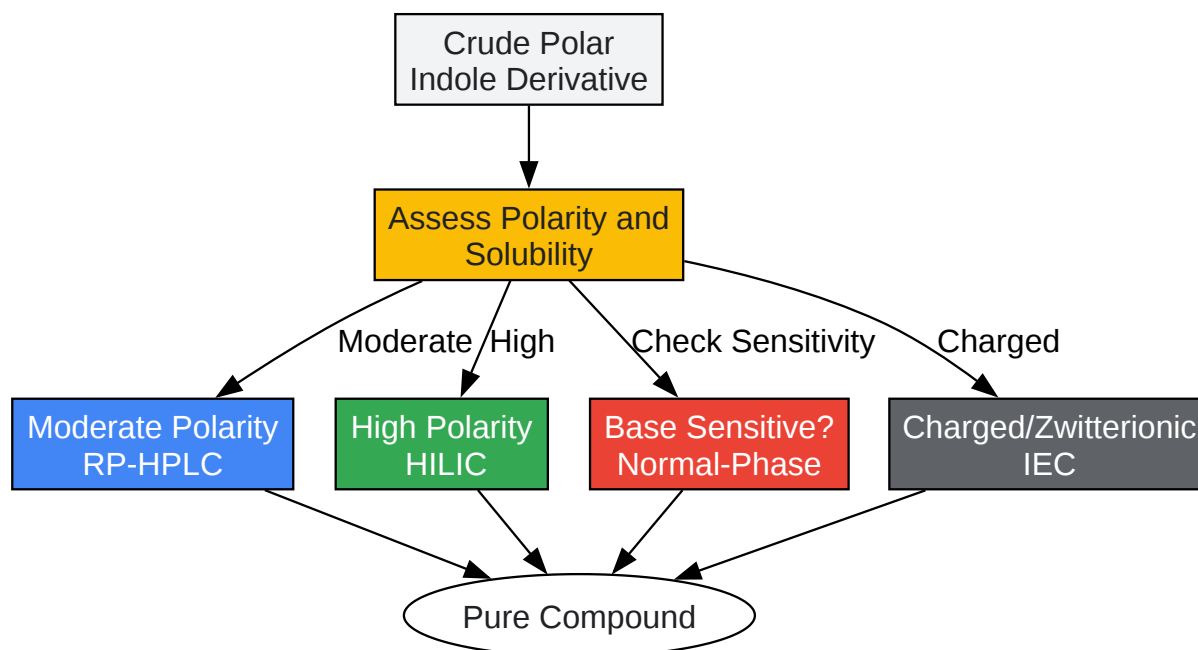 Crude Polar
Indole Derivative
Assess Polarity and
Solubility
Moderate
High
Check Sensitivity
Charged
Moderate Polarity
RP-HPLC
High Polarity
HILIC
Base Sensitive?
Normal-Phase
Charged/Zwitterionic
IEC
Pure Compound